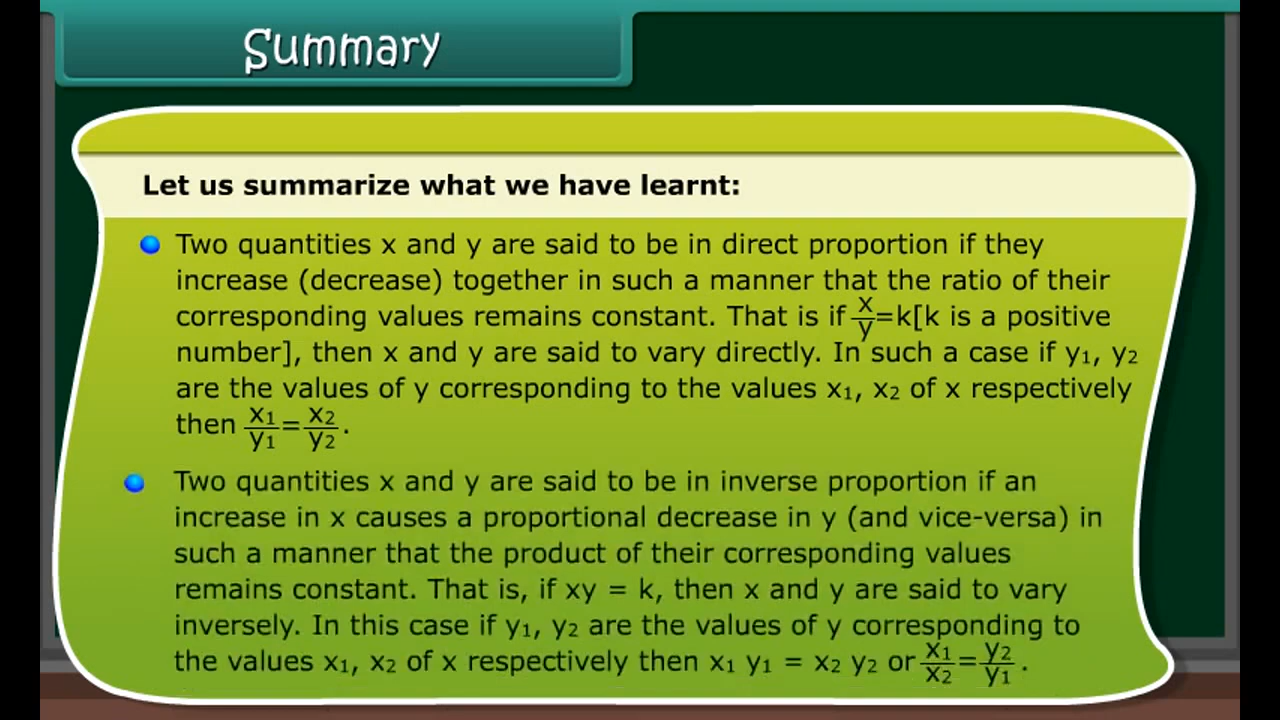 Summary
Let us summarize what we have learnt:
Two quantities x and y are said to be in direct proportion if they
increase (decrease) together in such a manner that the ratio of their
corresponding values remains constant. That is if x/y=k[k is a positive
number], then x and y are said to vary directly. In such a case if y₁, y₂
are the values of y corresponding to the values x₁, x₂ of x respectively
then x₁/y₁=x₂/y₂.
Two quantities x and y are said to be in inverse proportion if an
increase in x causes a proportional decrease in y (and vice-versa) in
such a manner that the product of their corresponding values
remains constant. That is, if xy = k, then x and y are said to vary
inversely. In this case if y₁, y₂ are the values of y corresponding to
the values x₁, x₂ of x respectively then x₁ y₁ = x₂ y₂ or x₁/x₂=y₂/y₁.